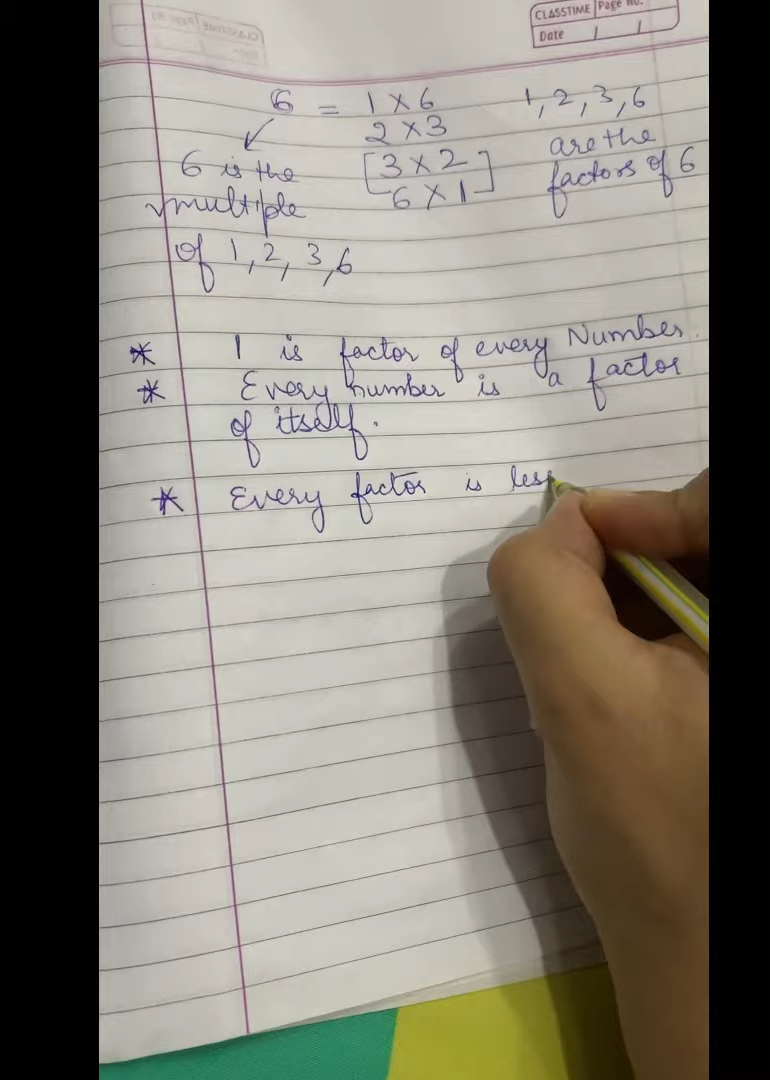 CLASSTIME Page No.
Date / /
6 = 1 × 6
2 × 3
[3 × 2
6 × 1]
1, 2, 3, 6
are the
factors of 6
6 is the
multiple
of 1, 2, 3, 6
* 1 is factor of every Number.
* Every number is a factor
of itself.
* Every factor is less